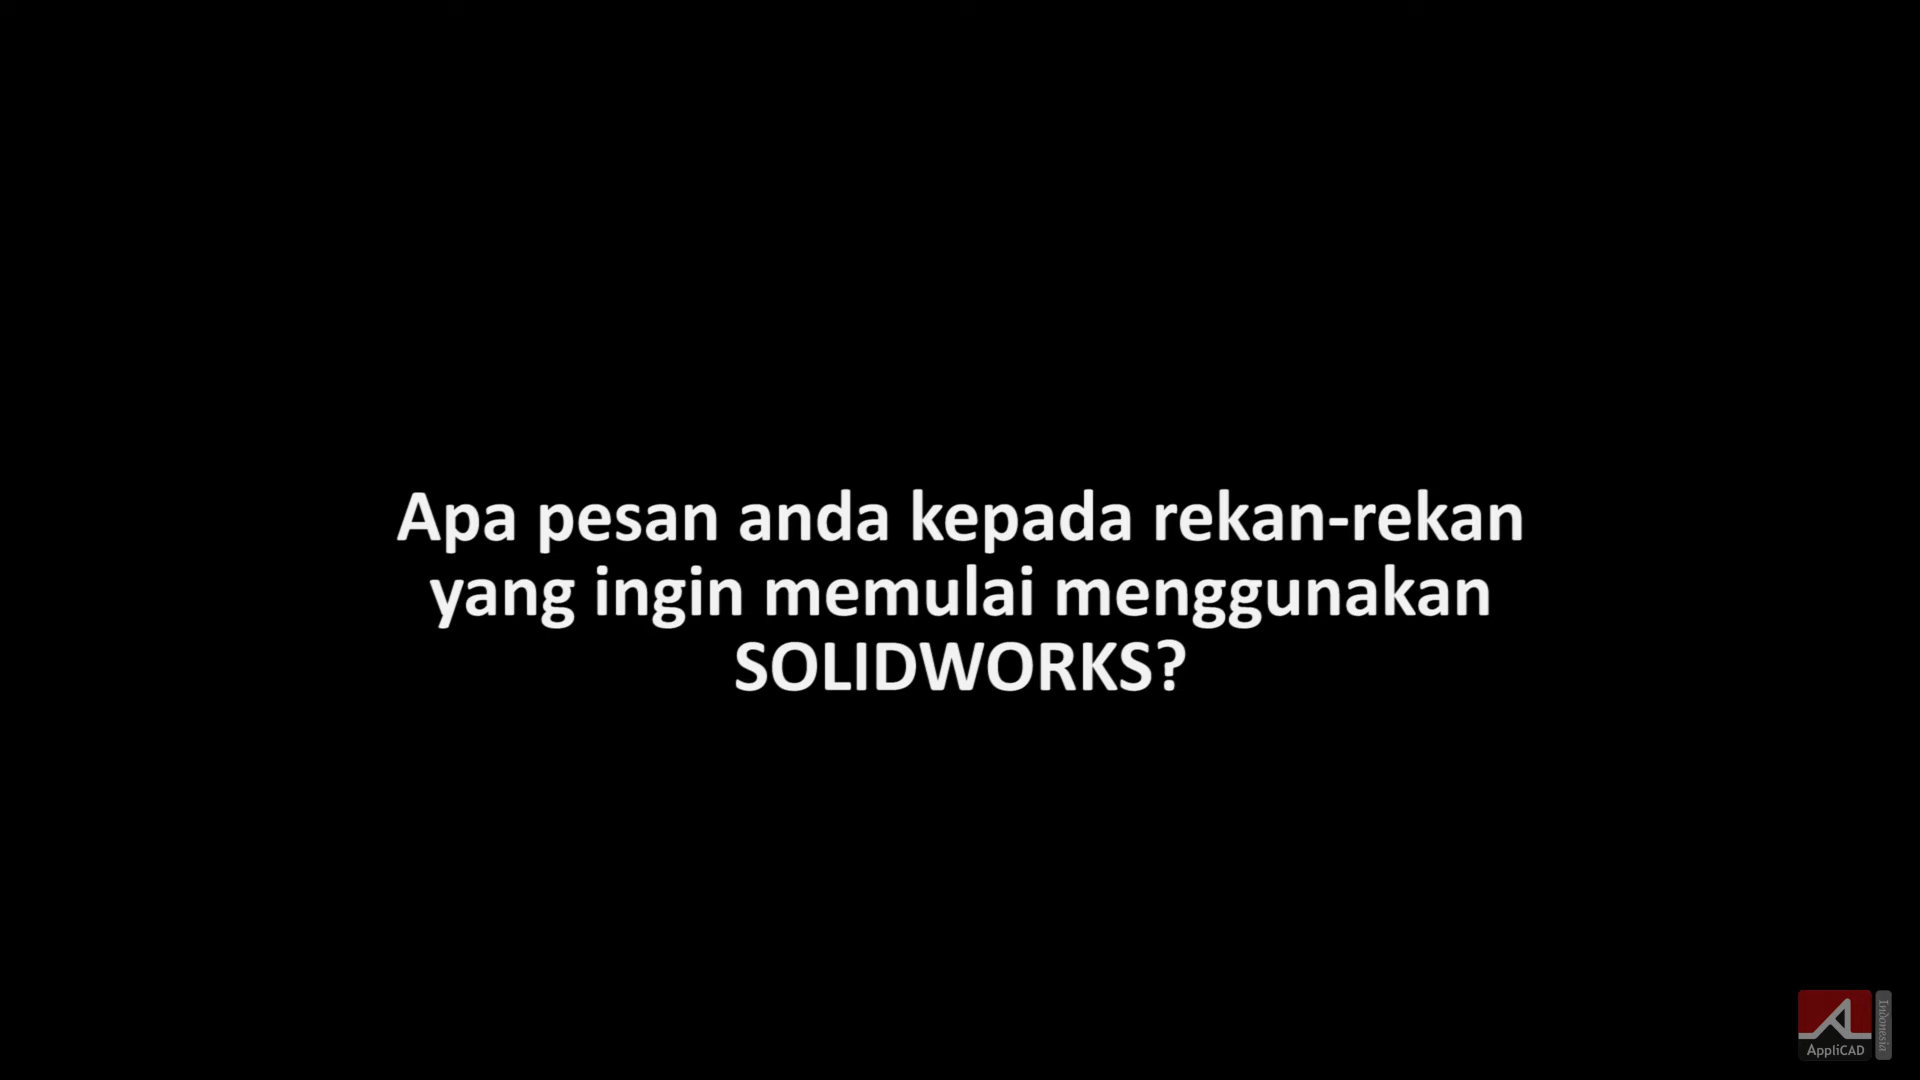 Apa pesan anda kepada rekan-rekan
yang ingin memulai menggunakan
SOLIDWORKS?
AppliCAD
Indonesia